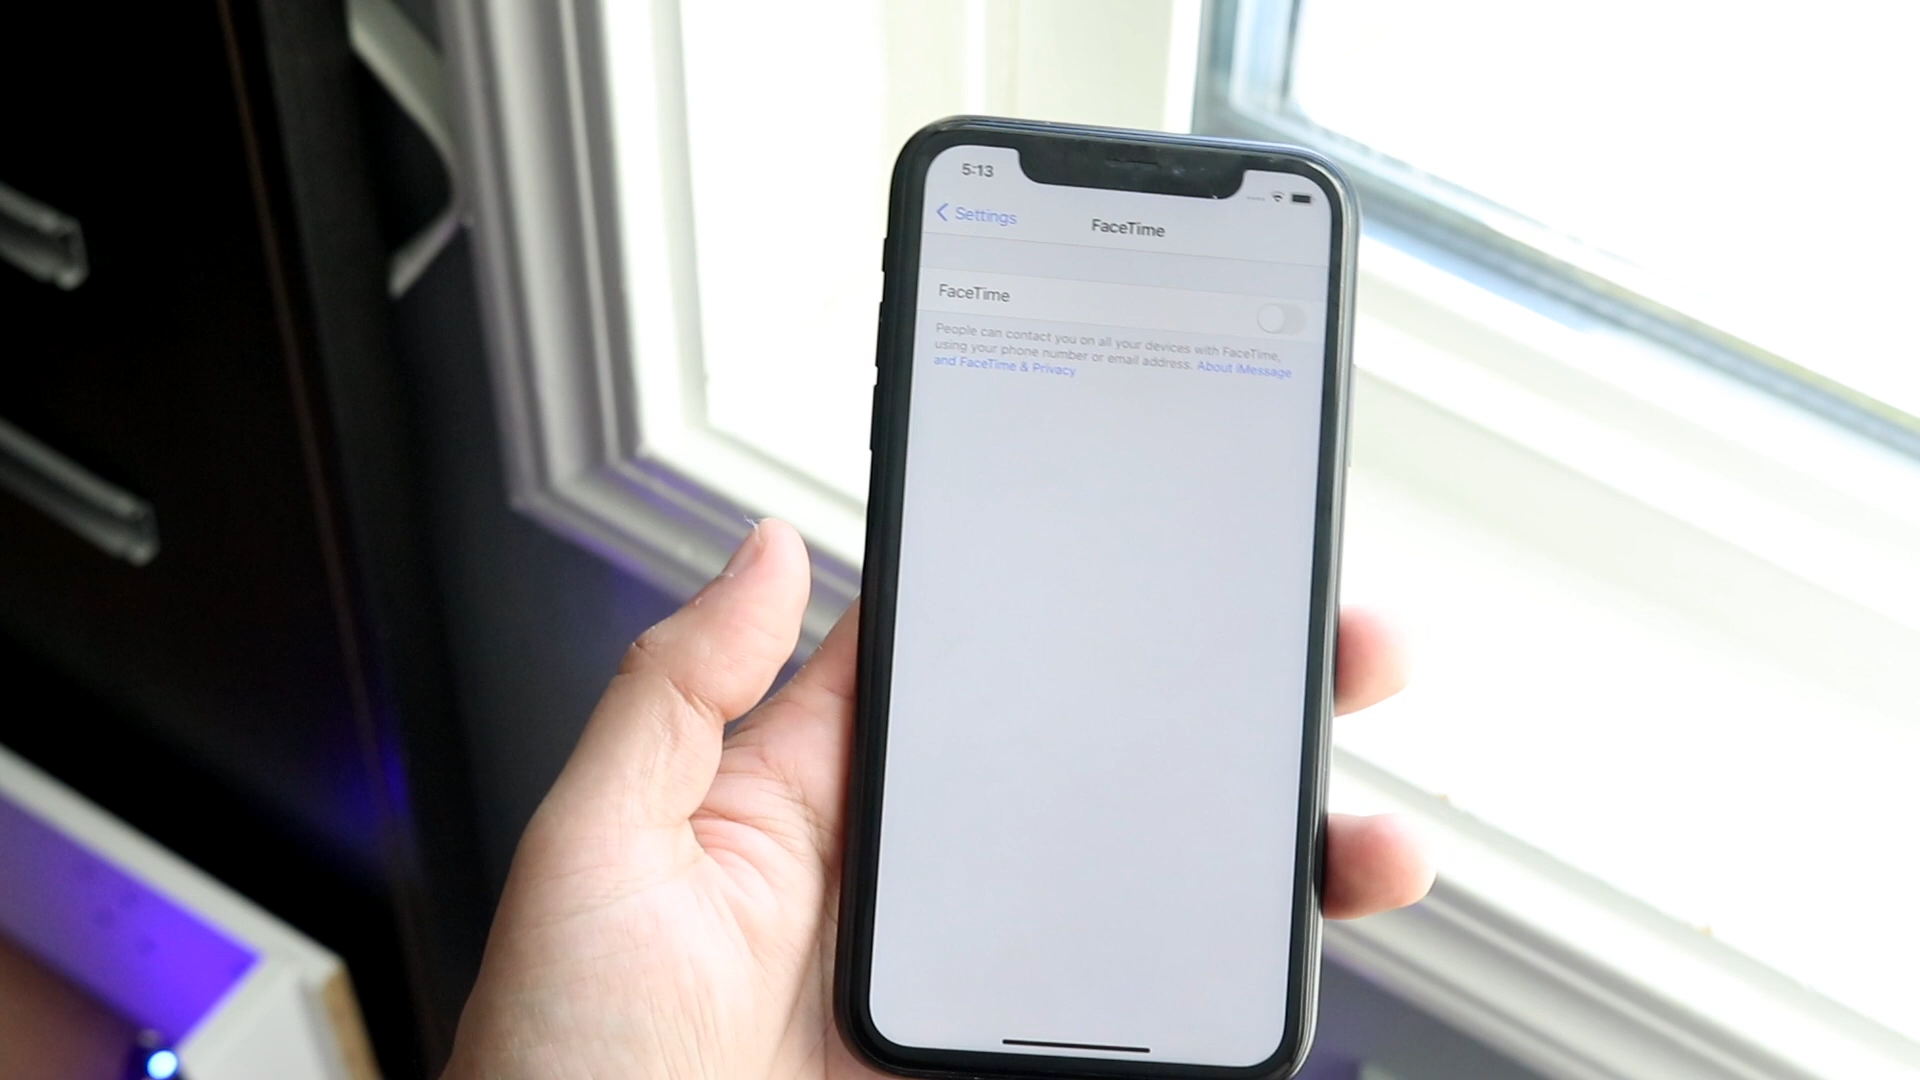 5:13
Settings
FaceTime
FaceTime
People can contact you on all your devices with FaceTime,
using your phone number or email address. About iMessage
and FaceTime & Privacy